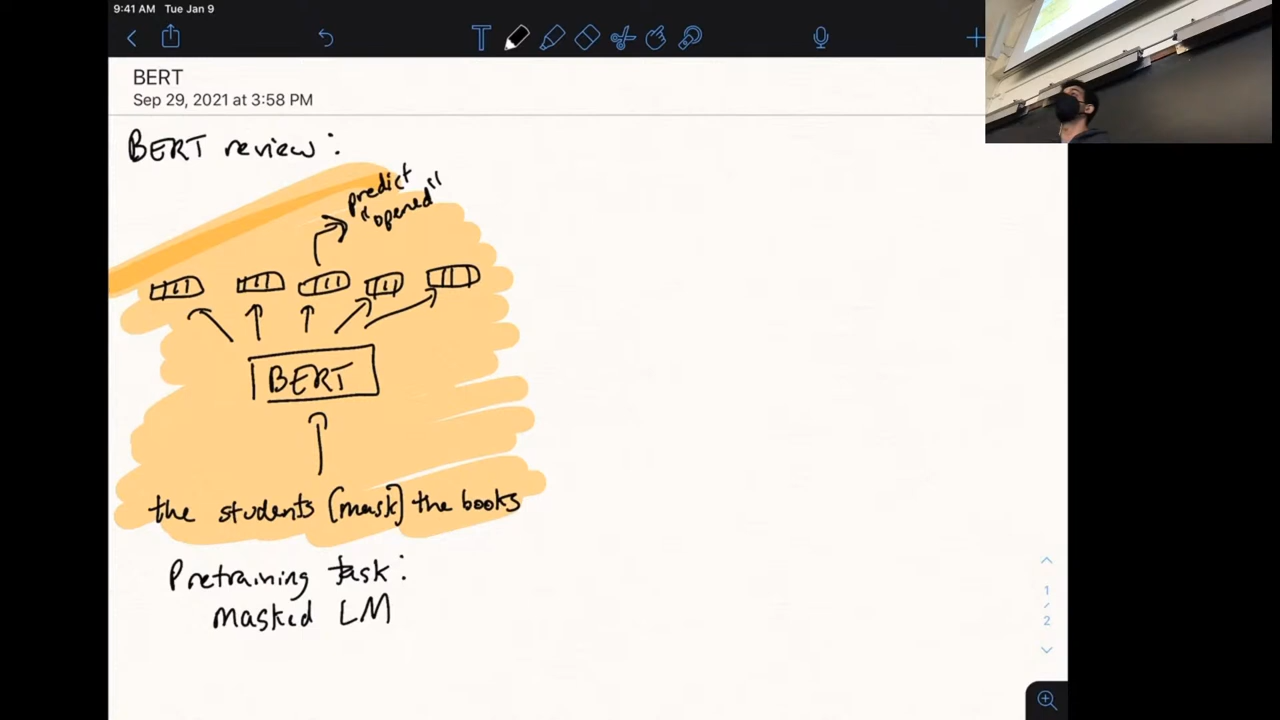 9:41 AM Tue Jan 9
BERT
Sep 29, 2021 at 3:58 PM
BERT review:
predict
"opened"
BERT
the students [mask] the books
Pretraining task:
masked LM
1
/
2